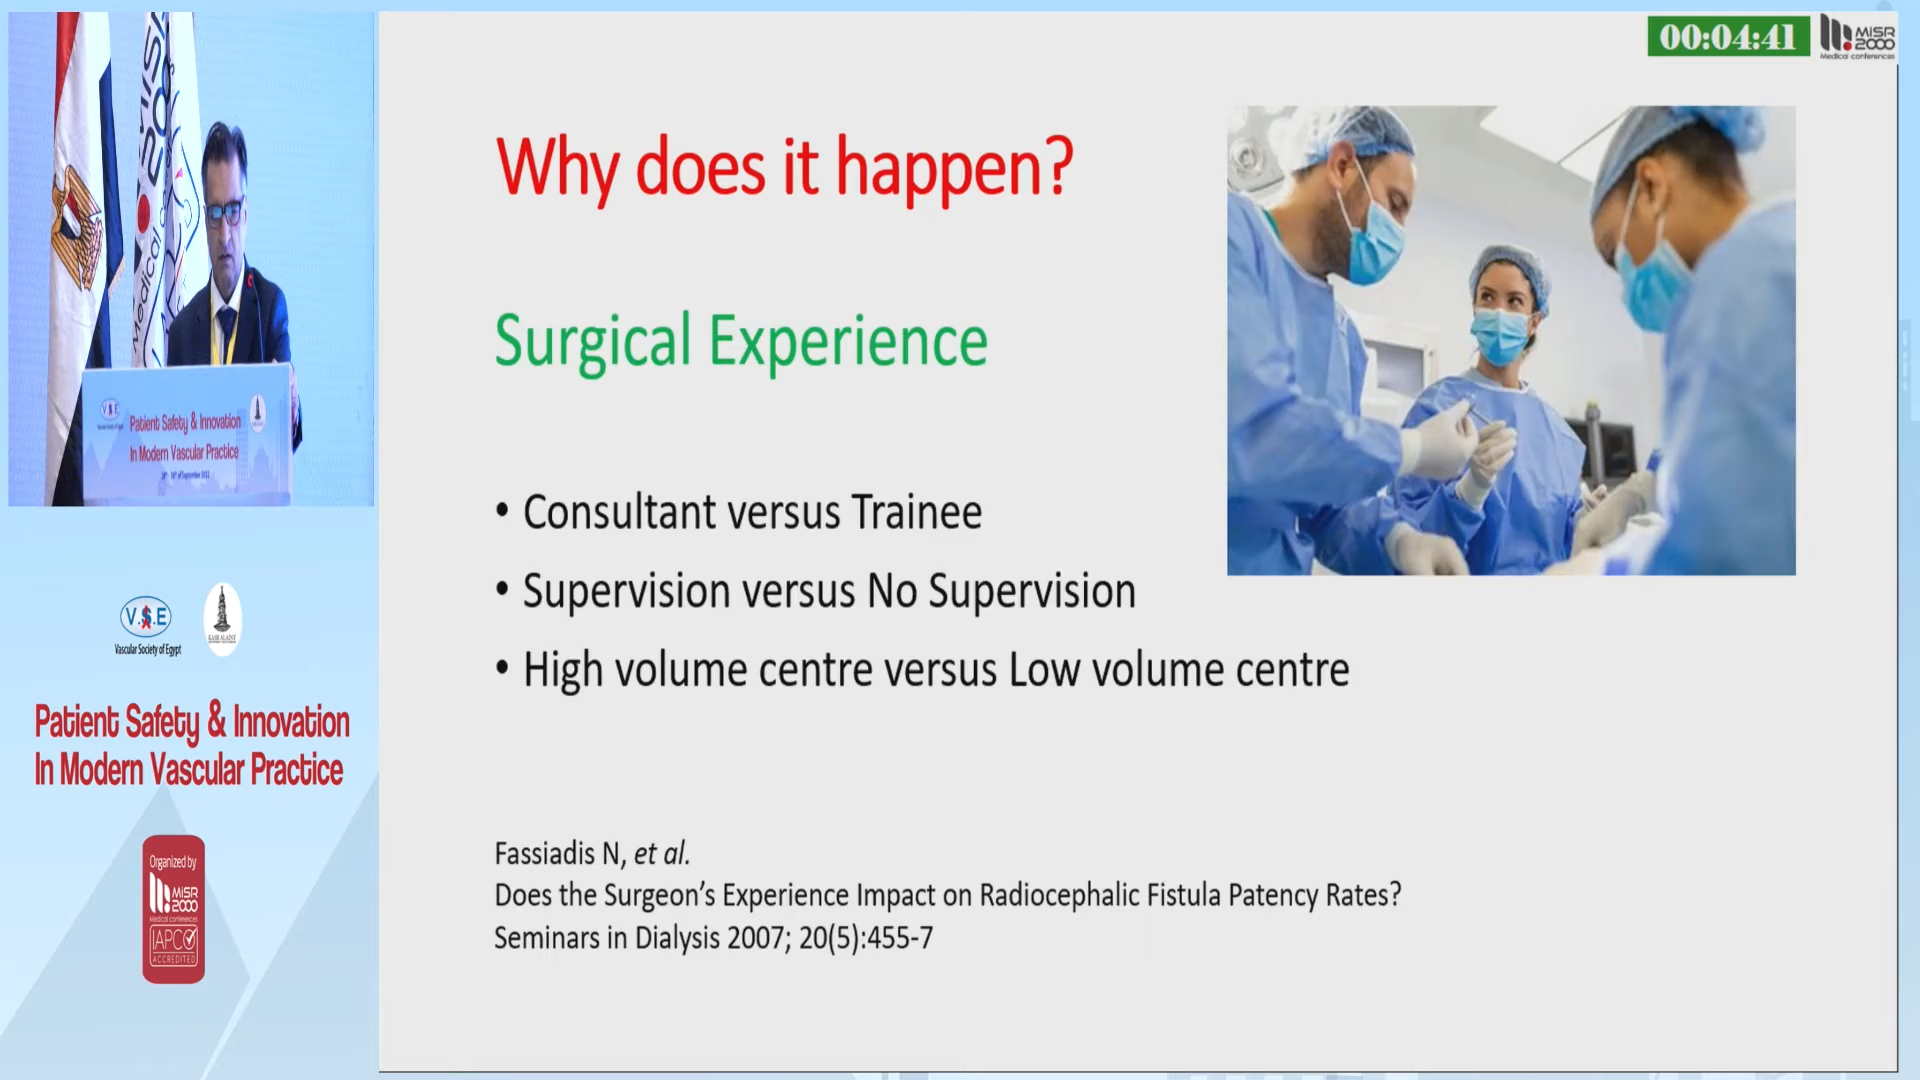 00:04:41
MISR
2000
Medical conferences
Why does it happen?
Surgical Experience
• Consultant versus Trainee
• Supervision versus No Supervision
• High volume centre versus Low volume centre
Fassiadis N, et al.
Does the Surgeon's Experience Impact on Radiocephalic Fistula Patency Rates?
Seminars in Dialysis 2007; 20(5):455-7
MISR
Medical
V.S.E
Patient Safety & Innovation
In Modern Vascular Practice
V.S.E
Vascular Society of Egypt
KASR ALAINY
Patient Safety & Innovation
In Modern Vascular Practice
Organized by
MISR
2000
Medical conferences
IAPCO
ACCREDITED